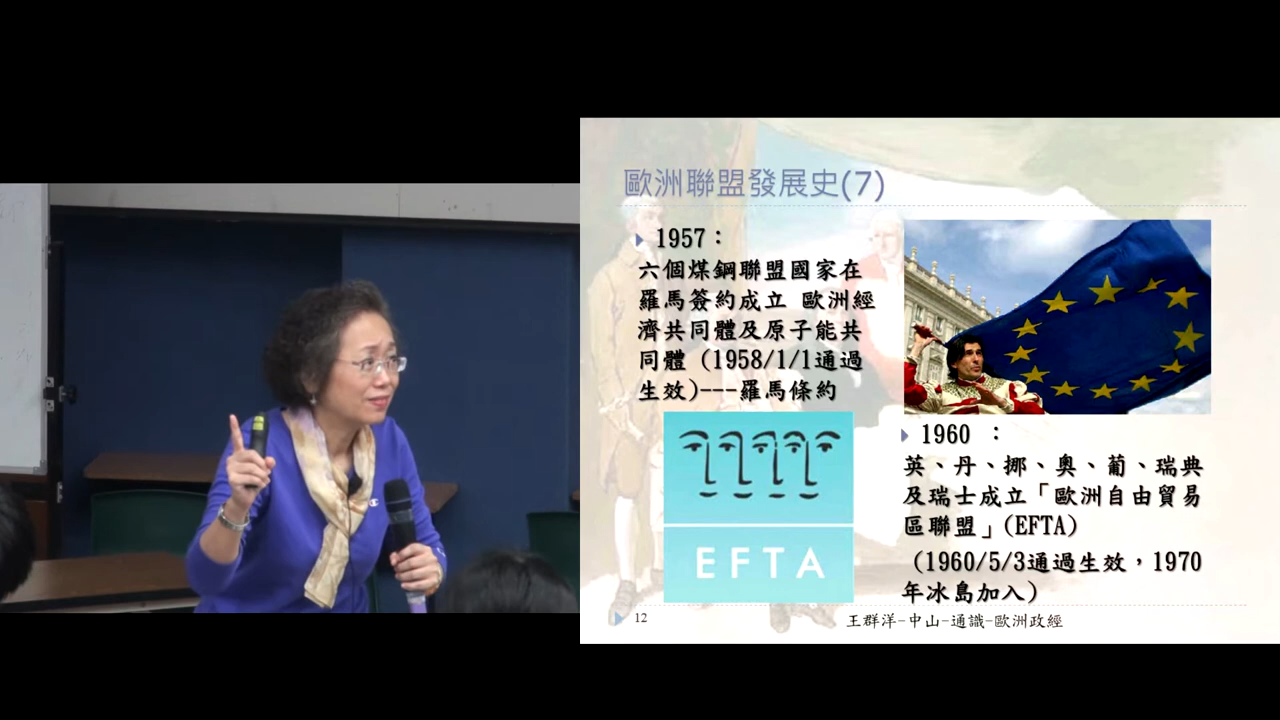 歐洲聯盟發展史(7)
1957：
六個煤鋼聯盟國家在
羅馬簽約成立 歐洲經
濟共同體及原子能共
同體 (1958/1/1通過
生效)---羅馬條約
EFTA
1960 ：
英、丹、挪、奧、葡、瑞典
及瑞士成立「歐洲自由貿易
區聯盟」(EFTA)
(1960/5/3通過生效，1970
年冰島加入)
12
王群洋-中山-通識-歐洲政經